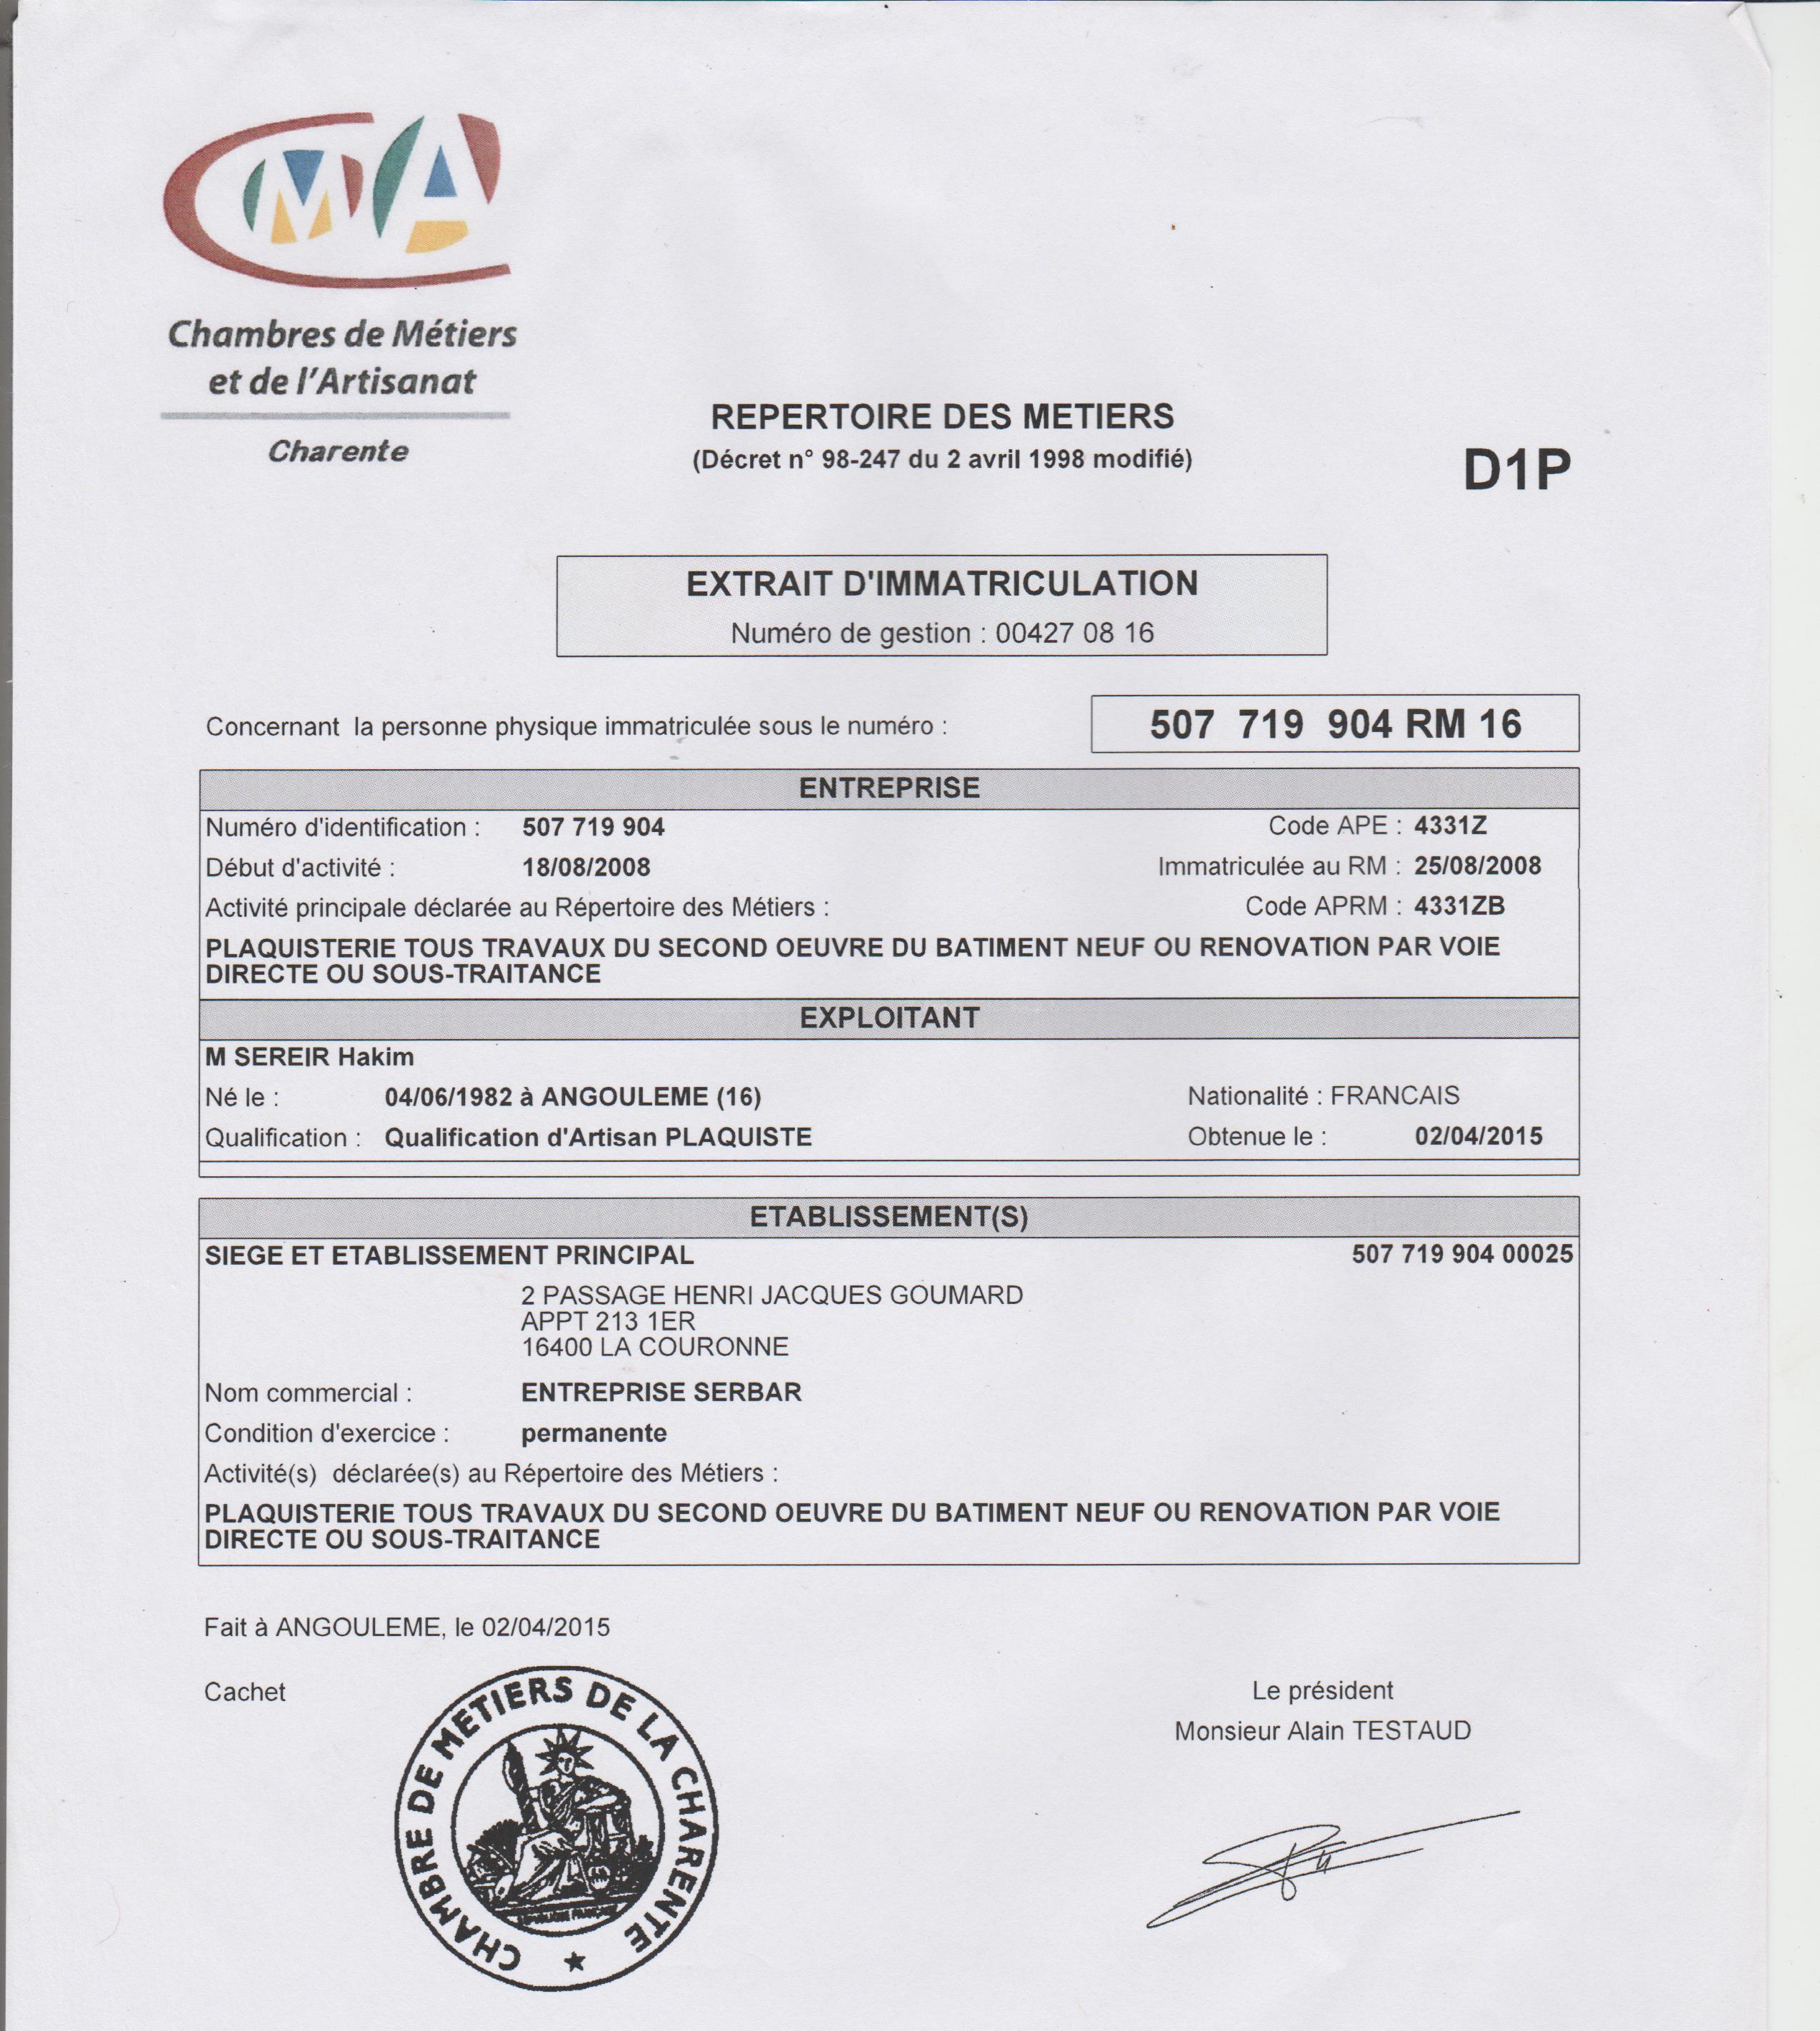 CMA
Chambres de Métiers
et de l'Artisanat
Charente
REPERTOIRE DES METIERS
(Décret n° 98-247 du 2 avril 1998 modifié)
D1P
EXTRAIT D'IMMATRICULATION
Numéro de gestion : 00427 08 16
Concernant la personne physique immatriculée sous le numéro :
507 719 904 RM 16
ENTREPRISE
Numéro d'identification : 507 719 904 Code APE : 4331Z
Début d'activité : 18/08/2008 Immatriculée au RM : 25/08/2008
Activité principale déclarée au Répertoire des Métiers : Code APRM : 4331ZB
PLAQUISTERIE TOUS TRAVAUX DU SECOND OEUVRE DU BATIMENT NEUF OU RENOVATION PAR VOIE
DIRECTE OU SOUS-TRAITANCE
EXPLOITANT
M SEREIR Hakim
Né le : 04/06/1982 à ANGOULEME (16) Nationalité : FRANCAIS
Qualification : Qualification d'Artisan PLAQUISTE Obtenue le : 02/04/2015
ETABLISSEMENT(S)
SIEGE ET ETABLISSEMENT PRINCIPAL 507 719 904 00025
2 PASSAGE HENRI JACQUES GOUMARD
APPT 213 1ER
16400 LA COURONNE
Nom commercial : ENTREPRISE SERBAR
Condition d'exercice : permanente
Activité(s) déclarée(s) au Répertoire des Métiers :
PLAQUISTERIE TOUS TRAVAUX DU SECOND OEUVRE DU BATIMENT NEUF OU RENOVATION PAR VOIE
DIRECTE OU SOUS-TRAITANCE
Fait à ANGOULEME, le 02/04/2015
Cachet
CHAMBRE DE METIERS DE LA CHARENTE
Le président
Monsieur Alain TESTAUD